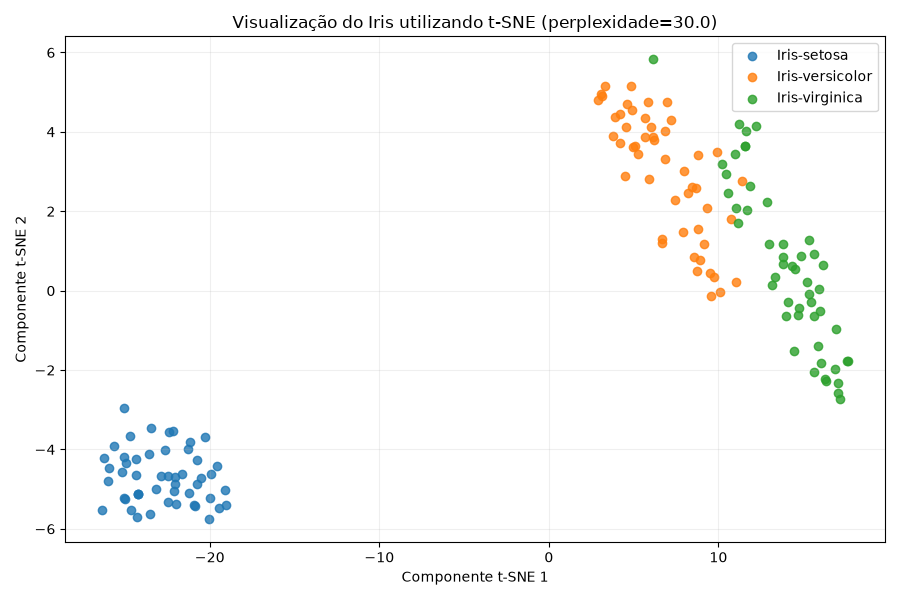 Visualização do Iris utilizando t-SNE (perplexidade=30.0)
Iris-setosa
Iris-versicolor
Iris-virginica
6
4
2
0
−2
−4
−6
Componente t-SNE 2
−20
−10
0
10
Componente t-SNE 1